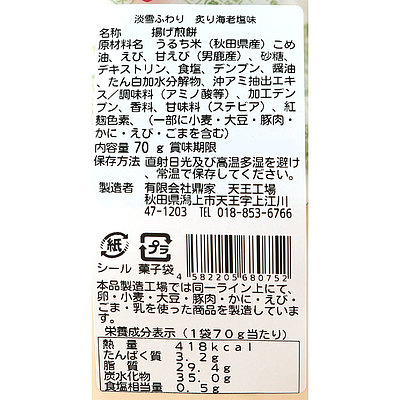 淡雪ふわり 炙り海老塩味
名称 揚げ煎餅
原材料名 うるち米（秋田県産）こめ
油、えび、甘えび（男鹿産）、砂糖、
デキストリン、食塩、デンプン、醤油
、たん白加水分解物、沖アミ抽出エキ
ス／調味料（アミノ酸等）、加工デン
プン、香料、甘味料（ステビア）、紅
麹色素、（一部に小麦・大豆・豚肉・
かに・えび・ごまを含む）
内容量 70 g 賞味期限
保存方法 直射日光及び高温多湿を避け
、常温で保存してください。
製造者 有限会社鼎家 天王工場
秋田県潟上市天王字上江川
47-1203 TEL 018-853-6766
紙 プラ
シール 菓子袋
4 582205 680752
本品製造工場では同一ライン上にて、
卵・小麦・大豆・豚肉・かに・えび・
ごま・乳を使った商品を製造していま
す。
栄養成分表示（1袋70g当たり）
熱量 418kcal
たんぱく質 3.2g
脂質 29.4g
炭水化物 35.0g
食塩相当量 0.5g